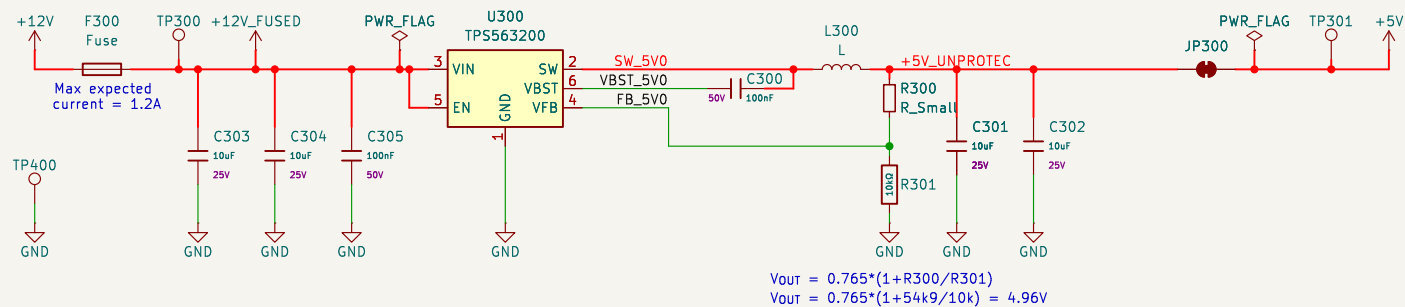 +12V
F300
Fuse
Max expected
current = 1.2A
TP300
+12V_FUSED
PWR_FLAG
U300
TPS563200
3 VIN
5 EN
SW 2
VBST 6
VFB 4
GND
1
SW_5V0
VBST_5V0
FB_5V0
C300
50V
100nF
L300
L
+5V_UNPROTEC
R300
R_Small
JP300
PWR_FLAG
TP301
+5V
TP400
GND
C303
10uF
25V
GND
C304
10uF
25V
GND
C305
100nF
50V
GND
GND
10kΩ
R301
GND
C301
10uF
25V
GND
C302
10uF
25V
GND
VOUT = 0.765*(1+R300/R301)
VOUT = 0.765*(1+54k9/10k) = 4.96V